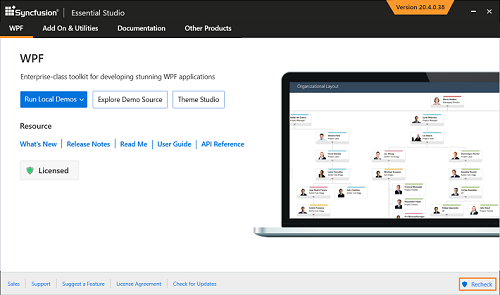 Syncfusion® Essential Studio
Version 20.4.0.38
WPF Add On & Utilities Documentation Other Products
WPF
Enterprise-class toolkit for developing stunning WPF applications
Run Local Demos Explore Demo Source Theme Studio
Resource
What's New Release Notes Read Me User Guide API Reference
Licensed
Organizational Layout
Sales Support Suggest a Feature License Agreement Check for Updates
Recheck